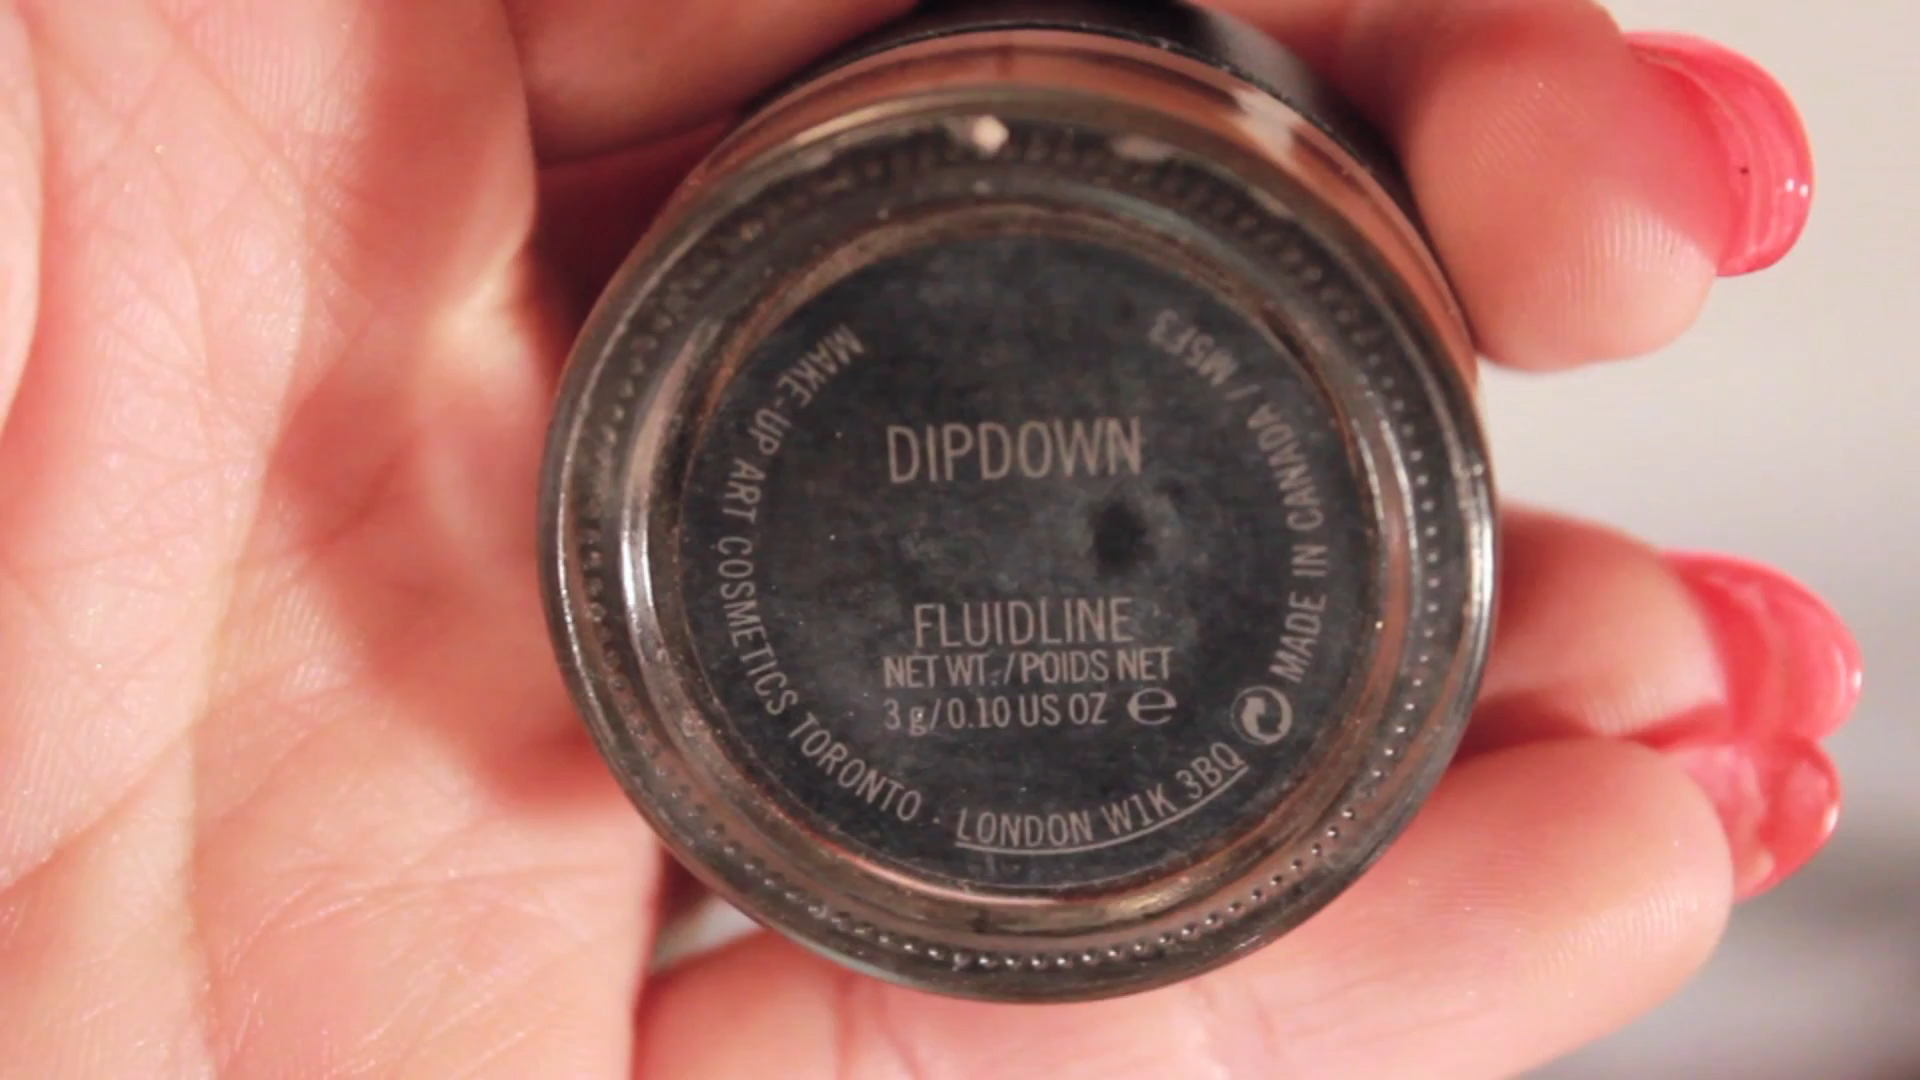 DIPDOWN
FLUIDLINE
NET WT./POIDS NET
3 g/0.10 US OZ e
MAKE-UP ART COSMETICS TORONTO · LONDON W1K 3BQ
MADE IN CANADA / M5F3